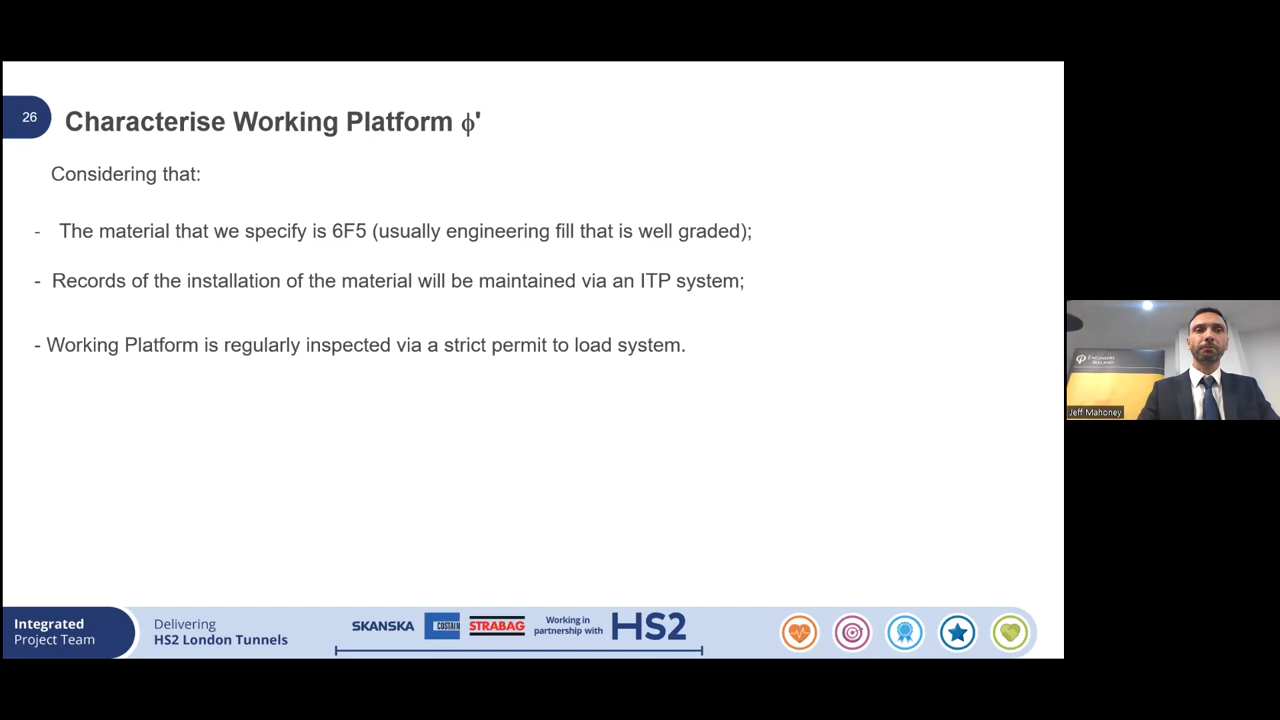 26
Characterise Working Platform ϕ'
Considering that:
- The material that we specify is 6F5 (usually engineering fill that is well graded);
- Records of the installation of the material will be maintained via an ITP system;
- Working Platform is regularly inspected via a strict permit to load system.
ENGINEERS
IRELAND
Jeff Mahoney
Integrated
Project Team
Delivering
HS2 London Tunnels
SKANSKA
COSTAIN
STRABAG
Working in
partnership with
HS2